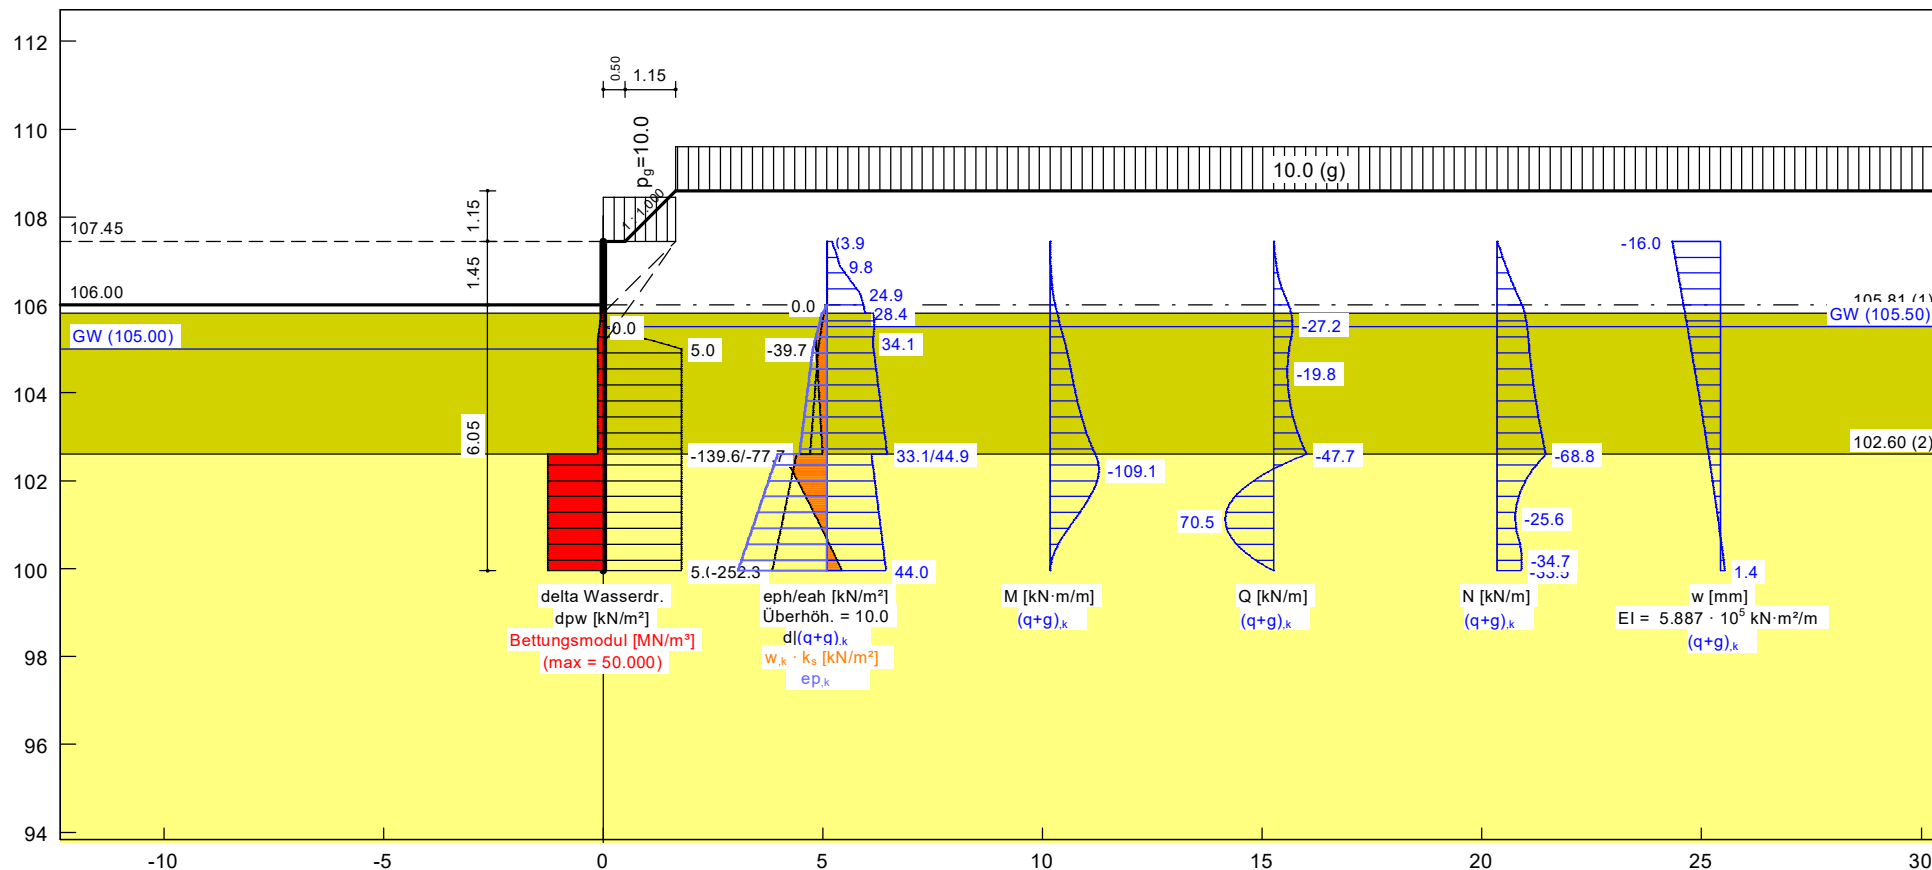 112
110
108
106
104
102
100
98
96
94
-10
-5
0
5
10
15
20
25
30
0.50
1.15
pg=10.0
1 : 1.000
10.0 (g)
107.45
1.15
1.45
6.05
106.00
GW (105.00)
105.81 (1)
GW (105.50)
102.60 (2)
0.0
5.0
delta Wasserdr.
dpw [kN/m²]
Bettungsmodul [MN/m³]
(max = 50.000)
0.0
-39.7
-139.6/-77.7
-252.3
3.9
9.8
24.9
28.4
34.1
33.1/44.9
44.0
eph/eah [kN/m²]
Überhöh. = 10.0
(q+g),k
w,k · ks [kN/m²]
ep,k
-109.1
M [kN·m/m]
(q+g),k
-27.2
-19.8
-47.7
70.5
Q [kN/m]
(q+g),k
-68.8
-25.6
-34.7
N [kN/m]
(q+g),k
-16.0
1.4
w [mm]
EI = 5.887 · 10⁵ kN·m²/m
(q+g),k